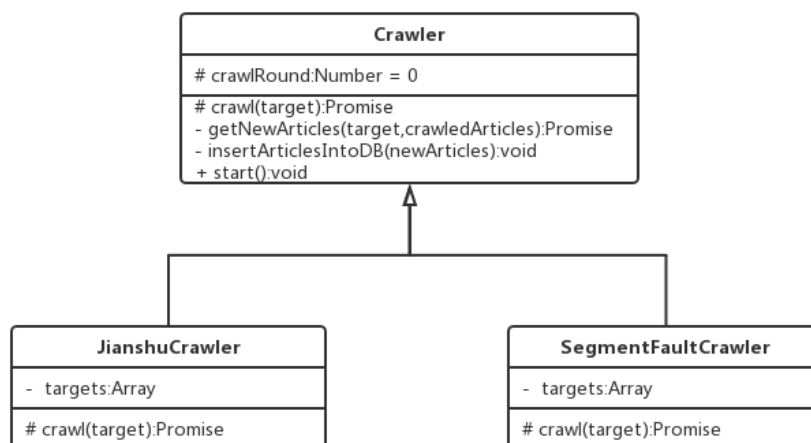 Crawler
# crawlRound:Number = 0
# crawl(target):Promise
- getNewArticles(target,crawledArticles):Promise
- insertArticlesIntoDB(newArticles):void
+ start():void
JianshuCrawler
- targets:Array
# crawl(target):Promise
SegmentFaultCrawler
- targets:Array
# crawl(target):Promise